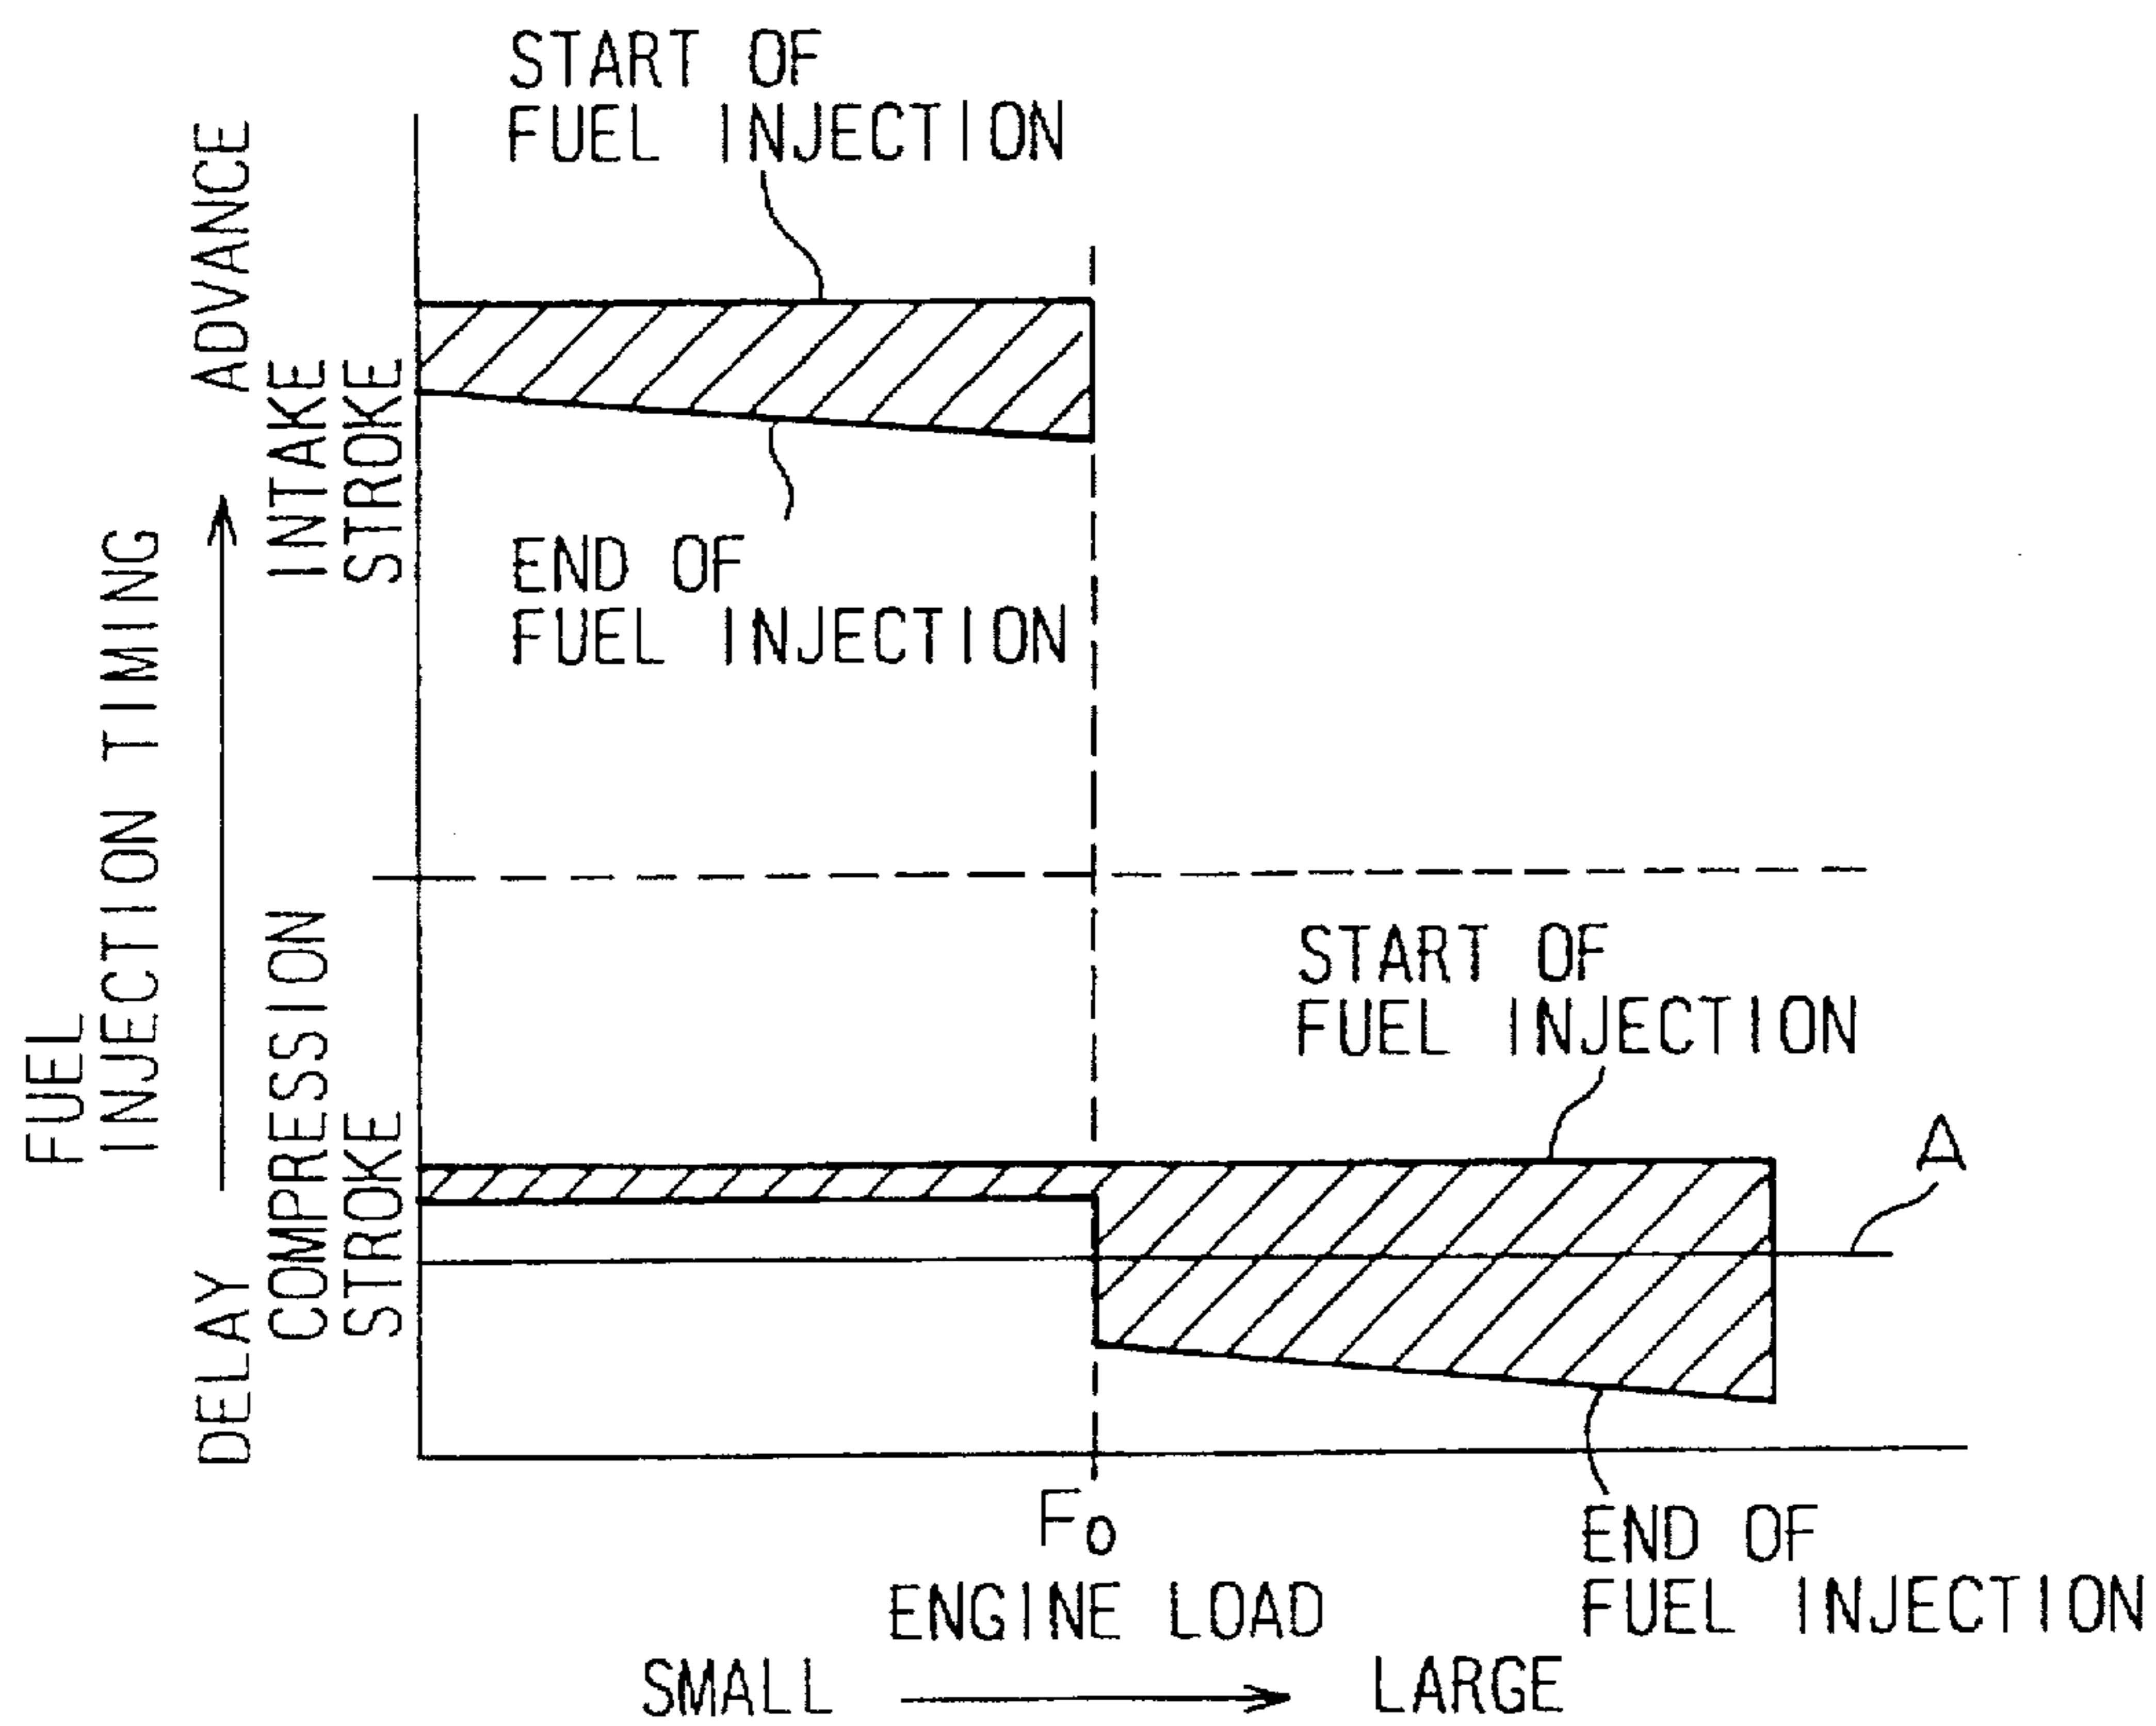 START OF
FUEL INJECTION
ADVANCE
INTAKE
STROKE
END OF
FUEL INJECTION
FUEL
INJECTION TIMING
COMPRESSION
STROKE
DELAY
START OF
FUEL INJECTION
A
Fo
END OF
FUEL INJECTION
ENGINE LOAD
SMALL
LARGE